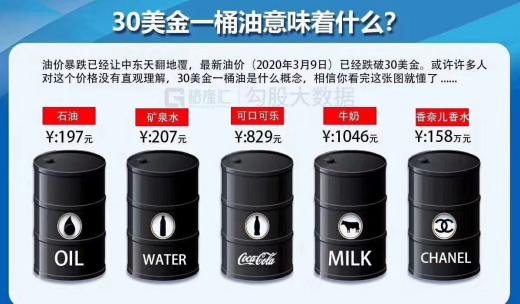 30美金一桶油意味着什么?
油价暴跌已经让中东天翻地覆，最新油价（2020年3月9日）已经跌破30美金。或许许多人
对这个价格没有直观理解，30美金一桶油是什么概念，相信你看完这张图就懂了......
格隆汇 勾股大数据
石油 矿泉水 可口可乐 牛奶 香奈儿香水
¥:197元 ¥:207元 ¥:829元 ¥:1046元 ¥:158万元
OIL WATER Coca-Cola MILK CHANEL